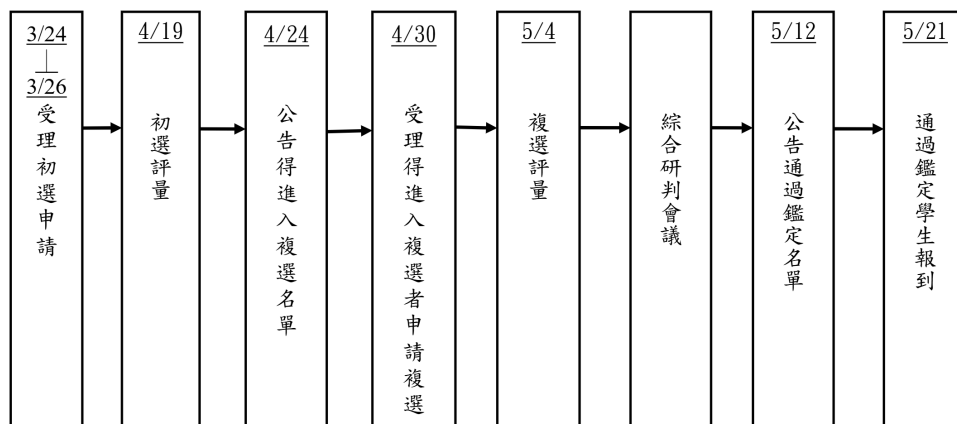 3/24
3/26
受理初選申請
4/19
初選評量
4/24
公告得進入複選名單
4/30
受理得進入複選者申請複選
5/4
複選評量
綜合研判會議
5/12
公告通過鑑定名單
5/21
通過鑑定學生報到